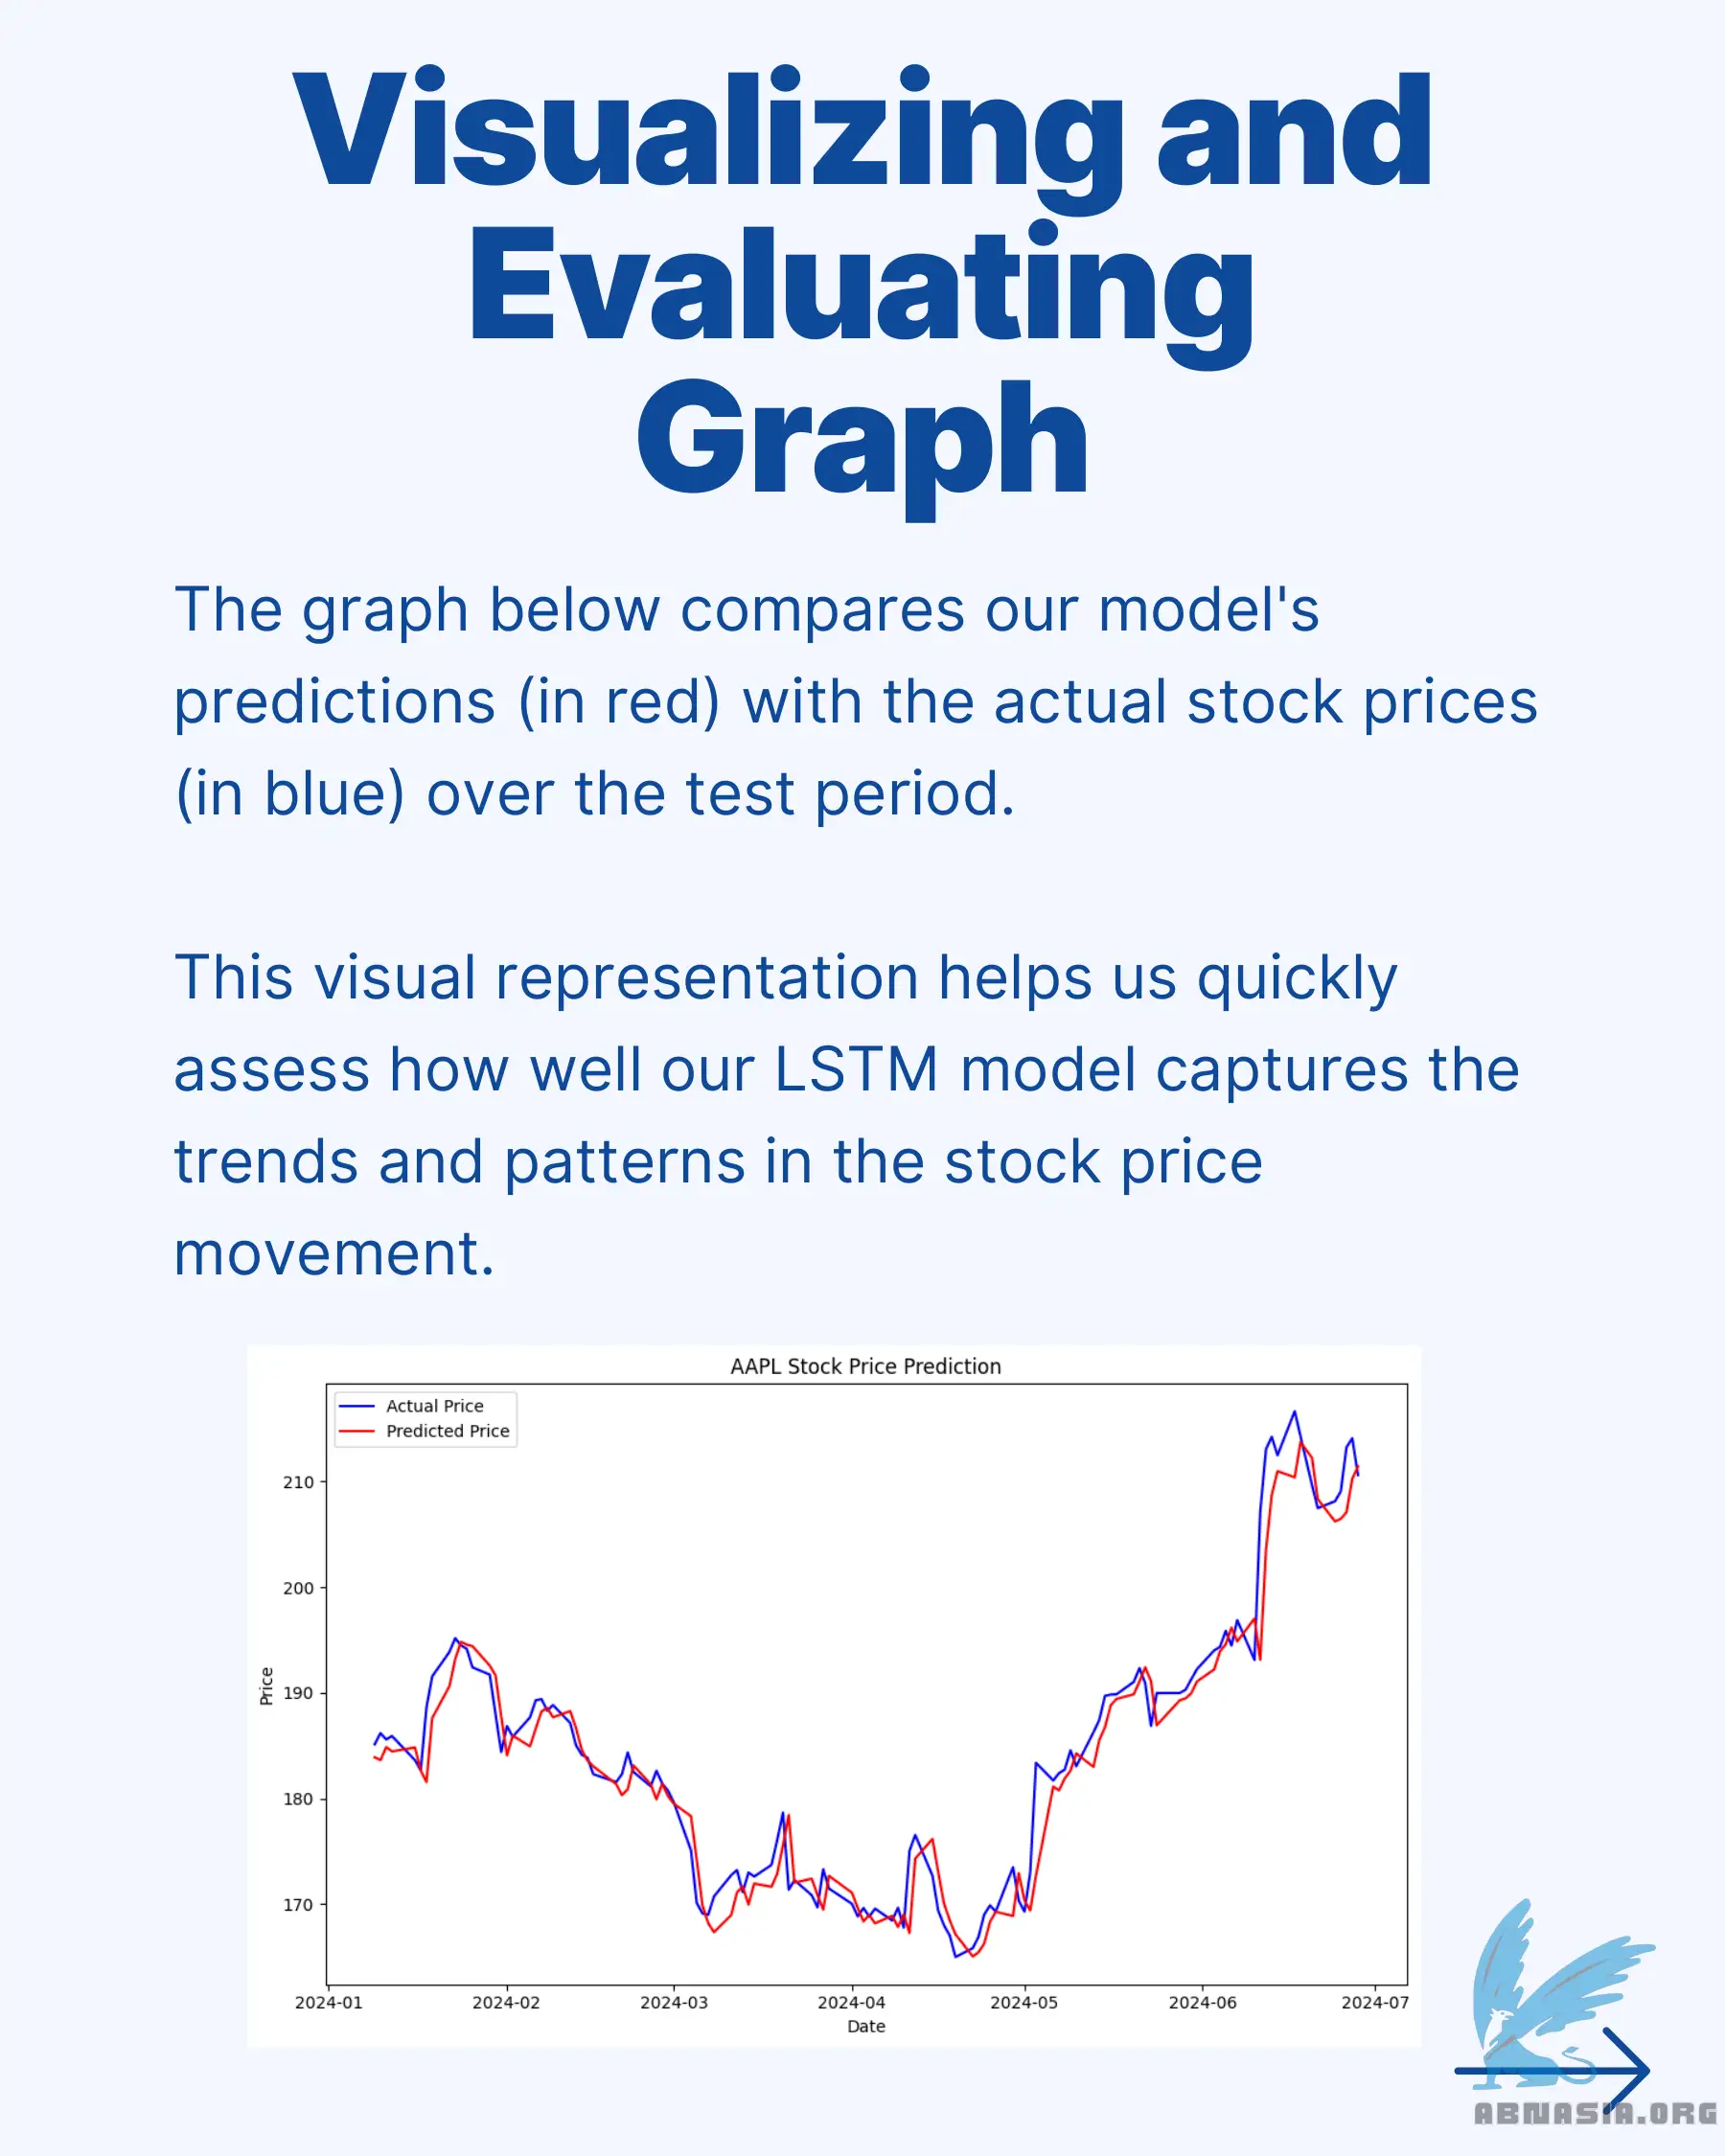 Visualizing and
Evaluating
Graph
The graph below compares our model's
predictions (in red) with the actual stock prices
(in blue) over the test period.
This visual representation helps us quickly
assess how well our LSTM model captures the
trends and patterns in the stock price
movement.
AAPL Stock Price Prediction
Actual Price
Predicted Price
210
200
190
180
170
Price
2024-01 2024-02 2024-03 2024-04 2024-05 2024-06 2024-07
Date
ABNASIA.ORG